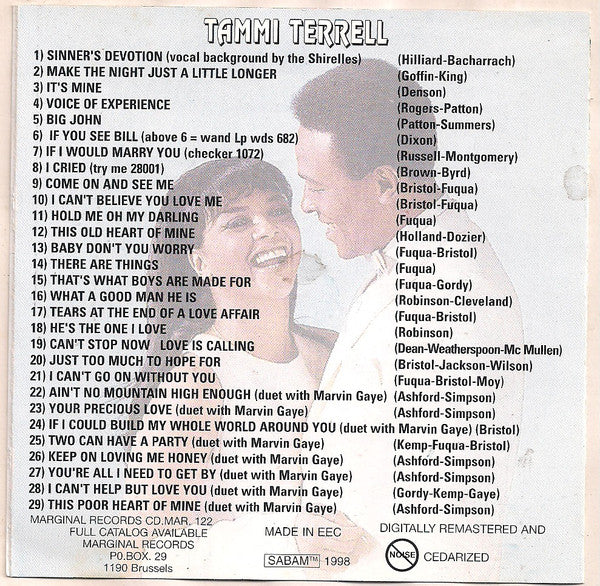 TAMMI TERRELL
1) SINNER'S DEVOTION (vocal background by the Shirelles) (Hilliard-Bacharrach)
2) MAKE THE NIGHT JUST A LITTLE LONGER (Goffin-King)
3) IT'S MINE (Denson)
4) VOICE OF EXPERIENCE (Rogers-Patton)
5) BIG JOHN (Patton-Summers)
6) IF YOU SEE BILL (above 6 = wand Lp wds 682) (Dixon)
7) IF I WOULD MARRY YOU (checker 1072) (Russell-Montgomery)
8) I CRIED (try me 28001) (Brown-Byrd)
9) COME ON AND SEE ME (Bristol-Fuqua)
10) I CAN'T BELIEVE YOU LOVE ME (Bristol-Fuqua)
11) HOLD ME OH MY DARLING (Fuqua)
12) THIS OLD HEART OF MINE (Holland-Dozier)
13) BABY DON'T YOU WORRY (Fuqua-Bristol)
14) THERE ARE THINGS (Fuqua)
15) THAT'S WHAT BOYS ARE MADE FOR (Fuqua-Gordy)
16) WHAT A GOOD MAN HE IS (Robinson-Cleveland)
17) TEARS AT THE END OF A LOVE AFFAIR (Fuqua-Bristol)
18) HE'S THE ONE I LOVE (Robinson)
19) CAN'T STOP NOW LOVE IS CALLING (Dean-Weatherspoon-Mc Mullen)
20) JUST TOO MUCH TO HOPE FOR (Bristol-Jackson-Wilson)
21) I CAN'T GO ON WITHOUT YOU (Fuqua-Bristol-Moy)
22) AIN'T NO MOUNTAIN HIGH ENOUGH (duet with Marvin Gaye) (Ashford-Simpson)
23) YOUR PRECIOUS LOVE (duet with Marvin Gaye) (Ashford-Simpson)
24) IF I COULD BUILD MY WHOLE WORLD AROUND YOU (duet with Marvin Gaye) (Bristol)
25) TWO CAN HAVE A PARTY (duet with Marvin Gaye) (Kemp-Fuqua-Bristol)
26) KEEP ON LOVING ME HONEY (duet with Marvin Gaye) (Ashford-Simpson)
27) YOU'RE ALL I NEED TO GET BY (duet with Marvin Gaye) (Ashford-Simpson)
28) I CAN'T HELP BUT LOVE YOU (duet with Marvin Gaye) (Gordy-Kemp-Gaye)
29) THIS POOR HEART OF MINE (duet with Marvin Gaye) (Ashford-Simpson)
MARGINAL RECORDS CD.MAR. 122
FULL CATALOG AVAILABLE
MARGINAL RECORDS
P0.BOX. 29
1190 Brussels
MADE IN EEC
SABAM™ 1998
DIGITALLY REMASTERED AND
NOISE CEDARIZED